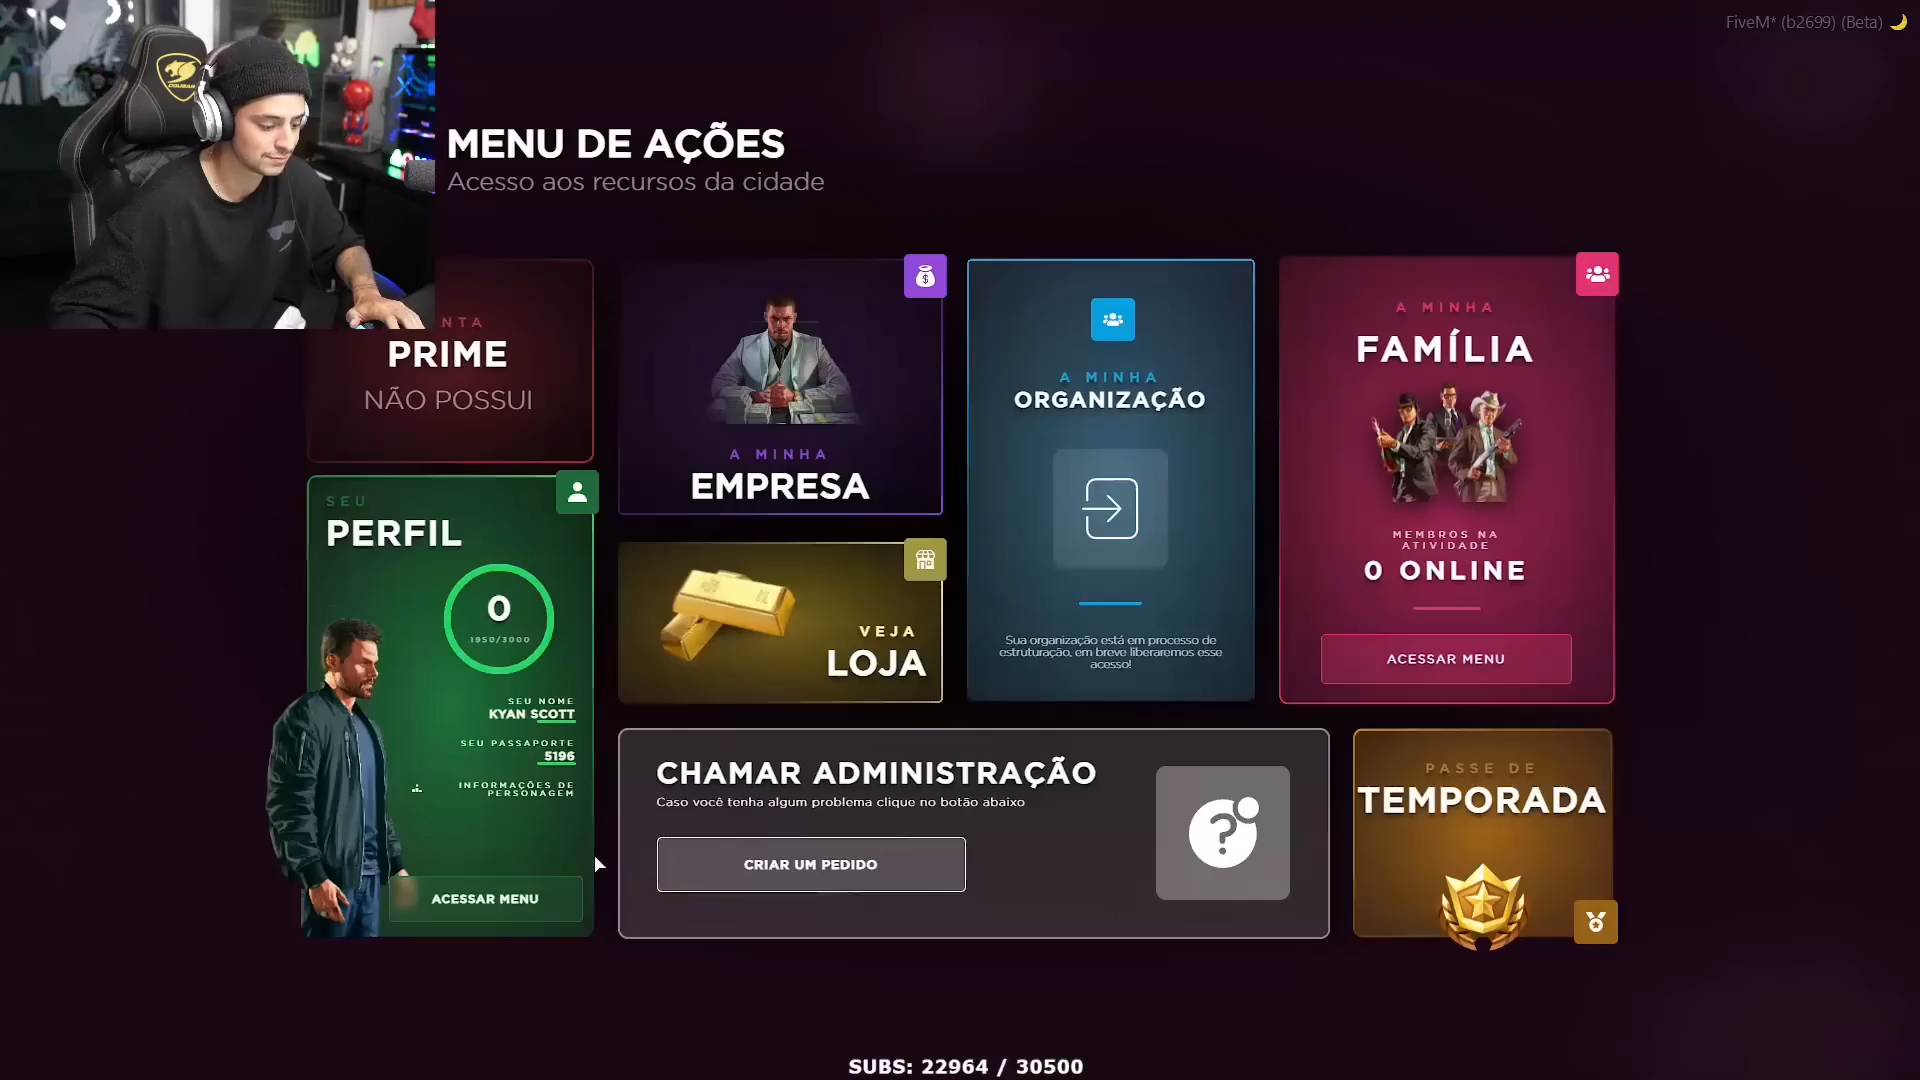 FiveM* (b2699) (Beta)
COUGAR
MENU DE AÇÕES
Acesso aos recursos da cidade
NTA
PRIME
NÃO POSSUI
A MINHA
EMPRESA
A MINHA
ORGANIZAÇÃO
Sua organização está em processo de
estruturação, em breve liberaremos esse
acesso!
A MINHA
FAMÍLIA
MEMBROS NA
ATIVIDADE
0 ONLINE
ACESSAR MENU
SEU
PERFIL
0
1950/3000
SEU NOME
KYAN SCOTT
SEU PASSAPORTE
5196
INFORMAÇÕES DE
PERSONAGEM
ACESSAR MENU
VEJA
LOJA
CHAMAR ADMINISTRAÇÃO
Caso você tenha algum problema clique no botão abaixo
CRIAR UM PEDIDO
PASSE DE
TEMPORADA
SUBS: 22964 / 30500